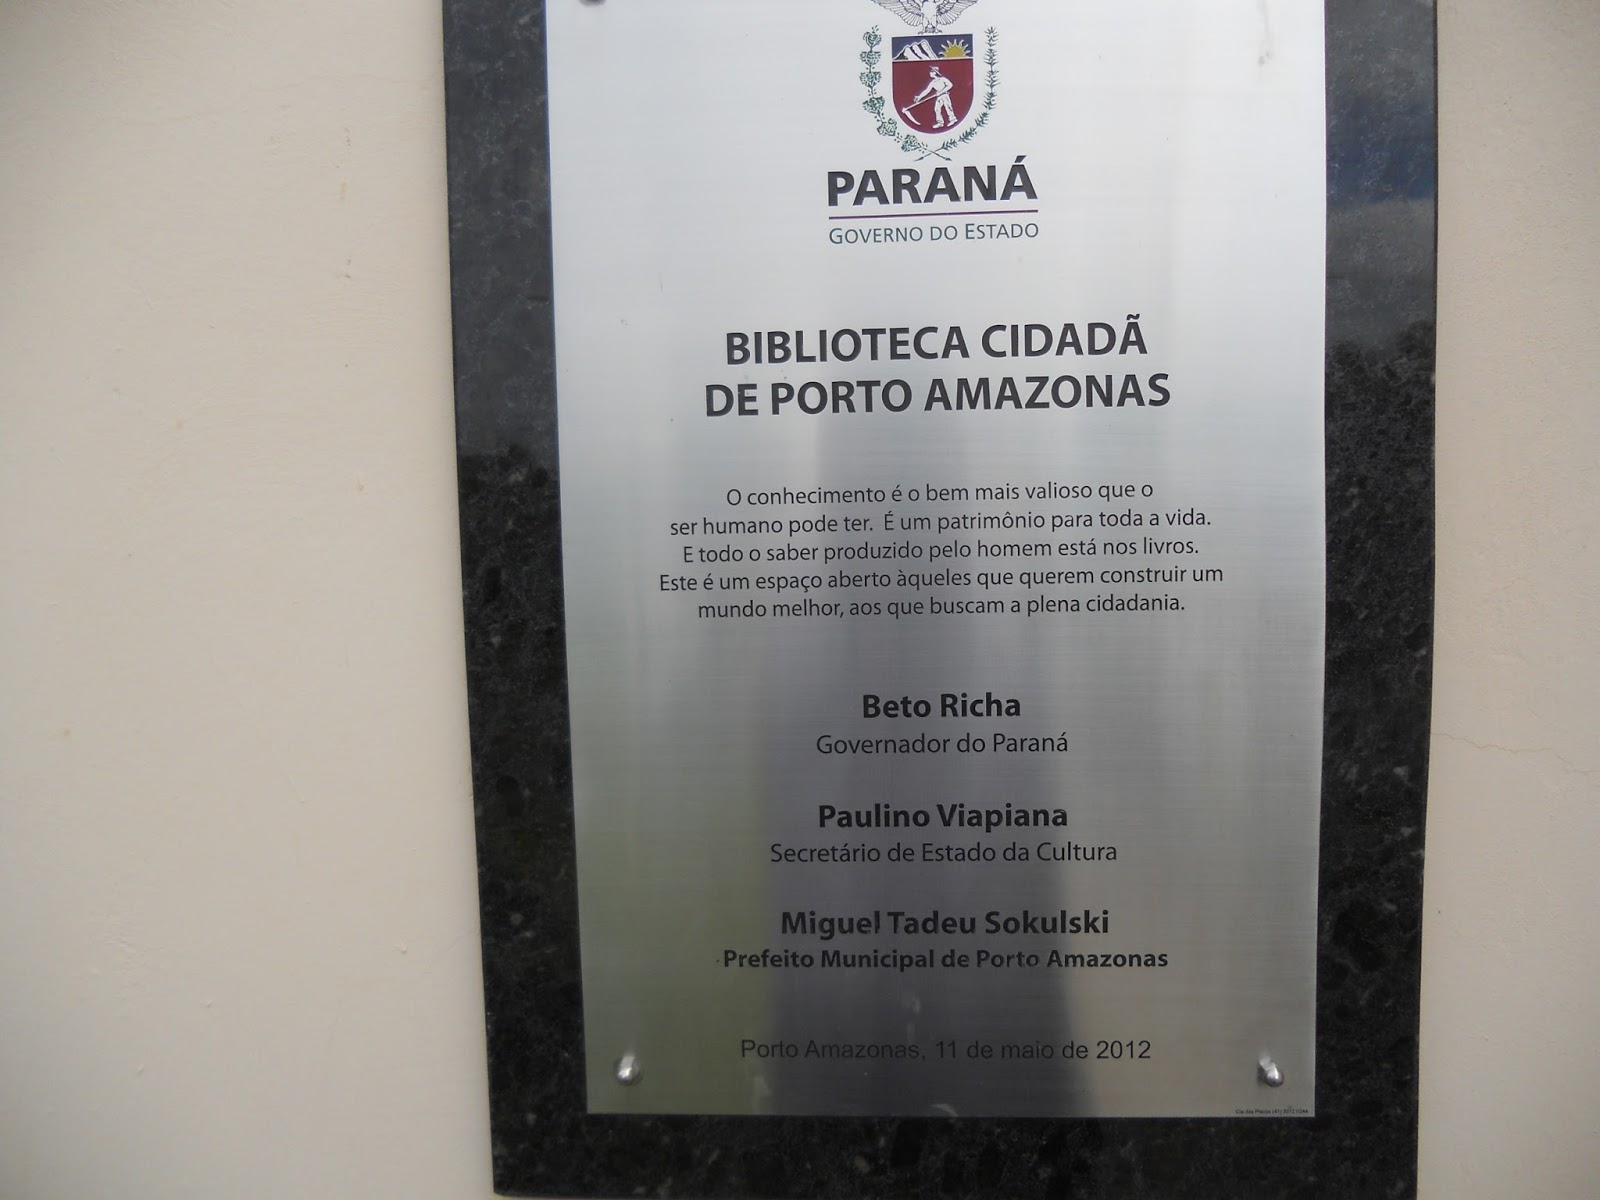 PARANÁ
GOVERNO DO ESTADO
BIBLIOTECA CIDADÃ
DE PORTO AMAZONAS
O conhecimento é o bem mais valioso que o
ser humano pode ter. É um patrimônio para toda a vida.
E todo o saber produzido pelo homem está nos livros.
Este é um espaço aberto àqueles que querem construir um
mundo melhor, aos que buscam a plena cidadania.
Beto Richa
Governador do Paraná
Paulino Viapiana
Secretário de Estado da Cultura
Miguel Tadeu Sokulski
Prefeito Municipal de Porto Amazonas
Porto Amazonas, 11 de maio de 2012